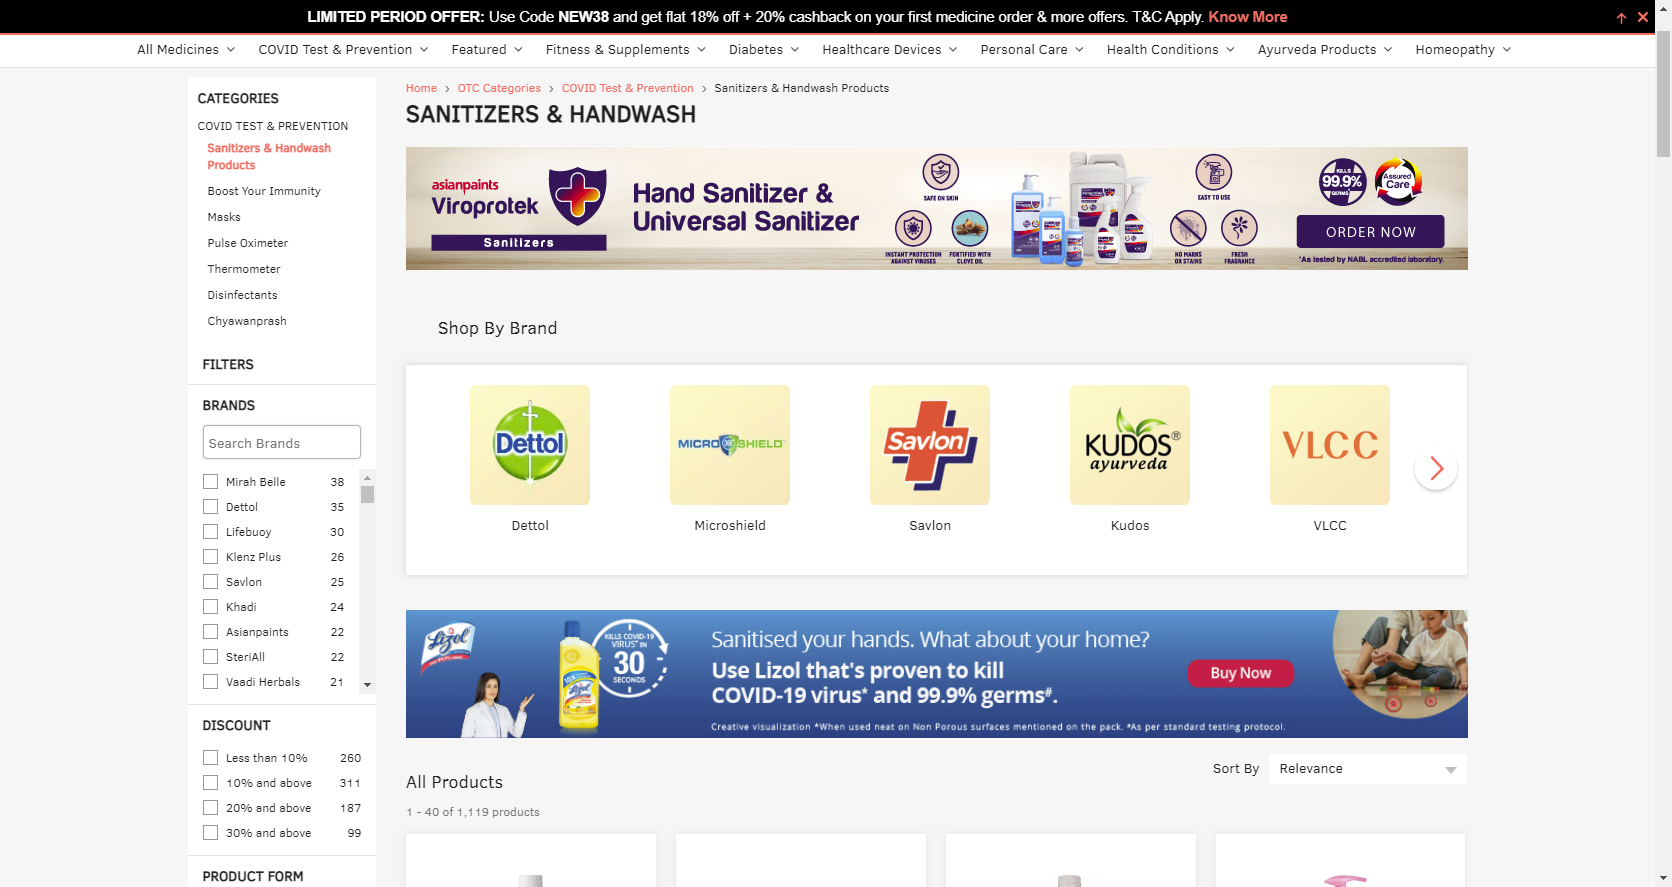 LIMITED PERIOD OFFER: Use Code NEW38 and get flat 18% off + 20% cashback on your first medicine order & more offers. T&C Apply. Know More
All Medicines COVID Test & Prevention Featured Fitness & Supplements Diabetes Healthcare Devices Personal Care Health Conditions Ayurveda Products Homeopathy
CATEGORIES
COVID TEST & PREVENTION
Sanitizers & Handwash
Products
Boost Your Immunity
Masks
Pulse Oximeter
Thermometer
Disinfectants
Chyawanprash
FILTERS
BRANDS
Search Brands
Mirah Belle 38
Dettol 35
Lifebuoy 30
Klenz Plus 26
Savlon 25
Khadi 24
Asianpaints 22
SteriAll 22
Vaadi Herbals 21
DISCOUNT
Less than 10% 260
10% and above 311
20% and above 187
30% and above 99
PRODUCT FORM
Home > OTC Categories > COVID Test & Prevention > Sanitizers & Handwash Products
SANITIZERS & HANDWASH
asianpaints
Viroprotek
Sanitizers
Hand Sanitizer &
Universal Sanitizer
SAFE ON SKIN
INSTANT PROTECTION
AGAINST VIRUSES
FORTIFIED WITH
CLOVE OIL
EASY TO USE
NO MARKS
OR STAINS
FRESH
FRAGRANCE
KILLS
99.9%
GERMS
Assured
Care
ORDER NOW
*As tested by NABL accredited laboratory.
Shop By Brand
Dettol
MICRO SHIELD
Savlon
KUDOS®
ayurveda
VLCC
Dettol
Microshield
Savlon
Kudos
VLCC
Lizol
KILLS COVID-19
VIRUS* IN
30
SECONDS
10X
Lizol
Sanitised your hands. What about your home?
Use Lizol that's proven to kill
COVID-19 virus* and 99.9% germs#.
Buy Now
Creative visualization *When used neat on Non Porous surfaces mentioned on the pack. #As per standard testing protocol.
Sort By Relevance
All Products
1 - 40 of 1,119 products